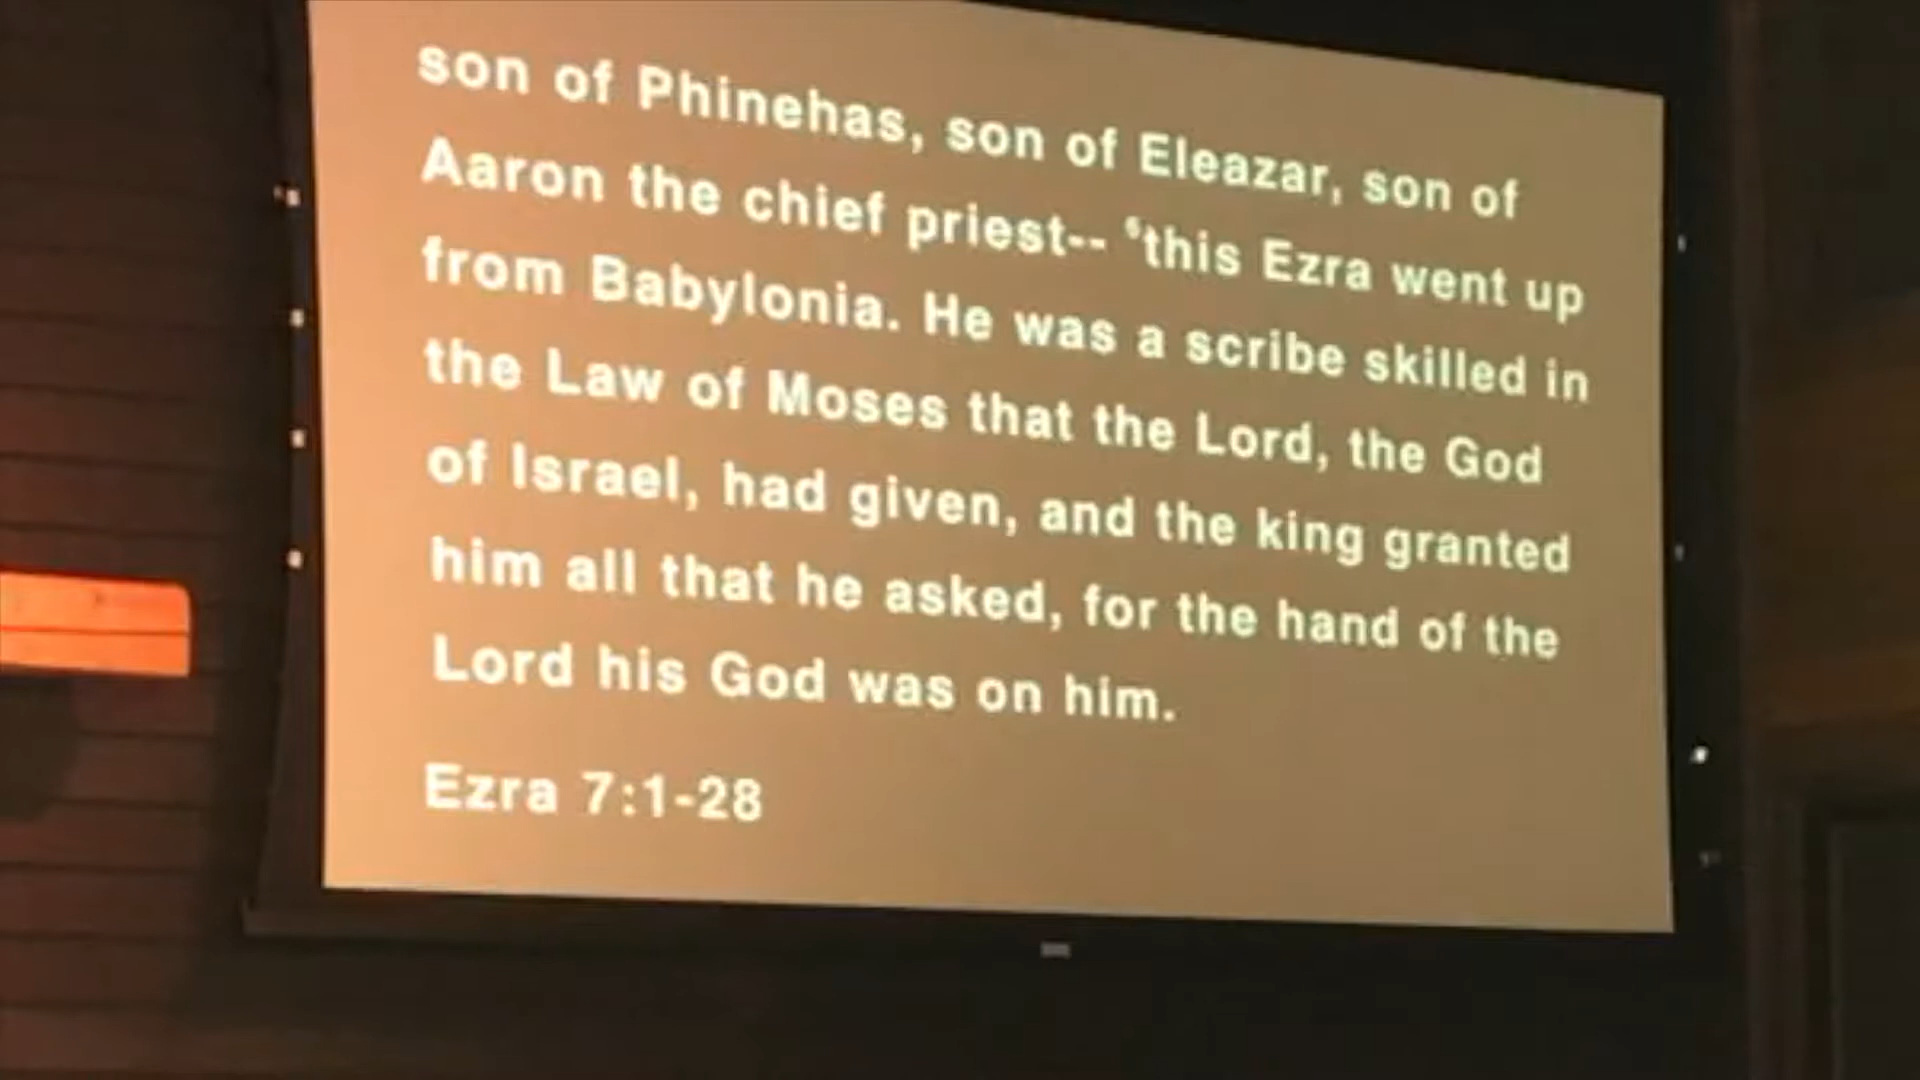 son of Phinehas, son of Eleazar, son of
Aaron the chief priest-- ⁶this Ezra went up
from Babylonia. He was a scribe skilled in
the Law of Moses that the Lord, the God
of Israel, had given, and the king granted
him all that he asked, for the hand of the
Lord his God was on him.
Ezra 7:1-28